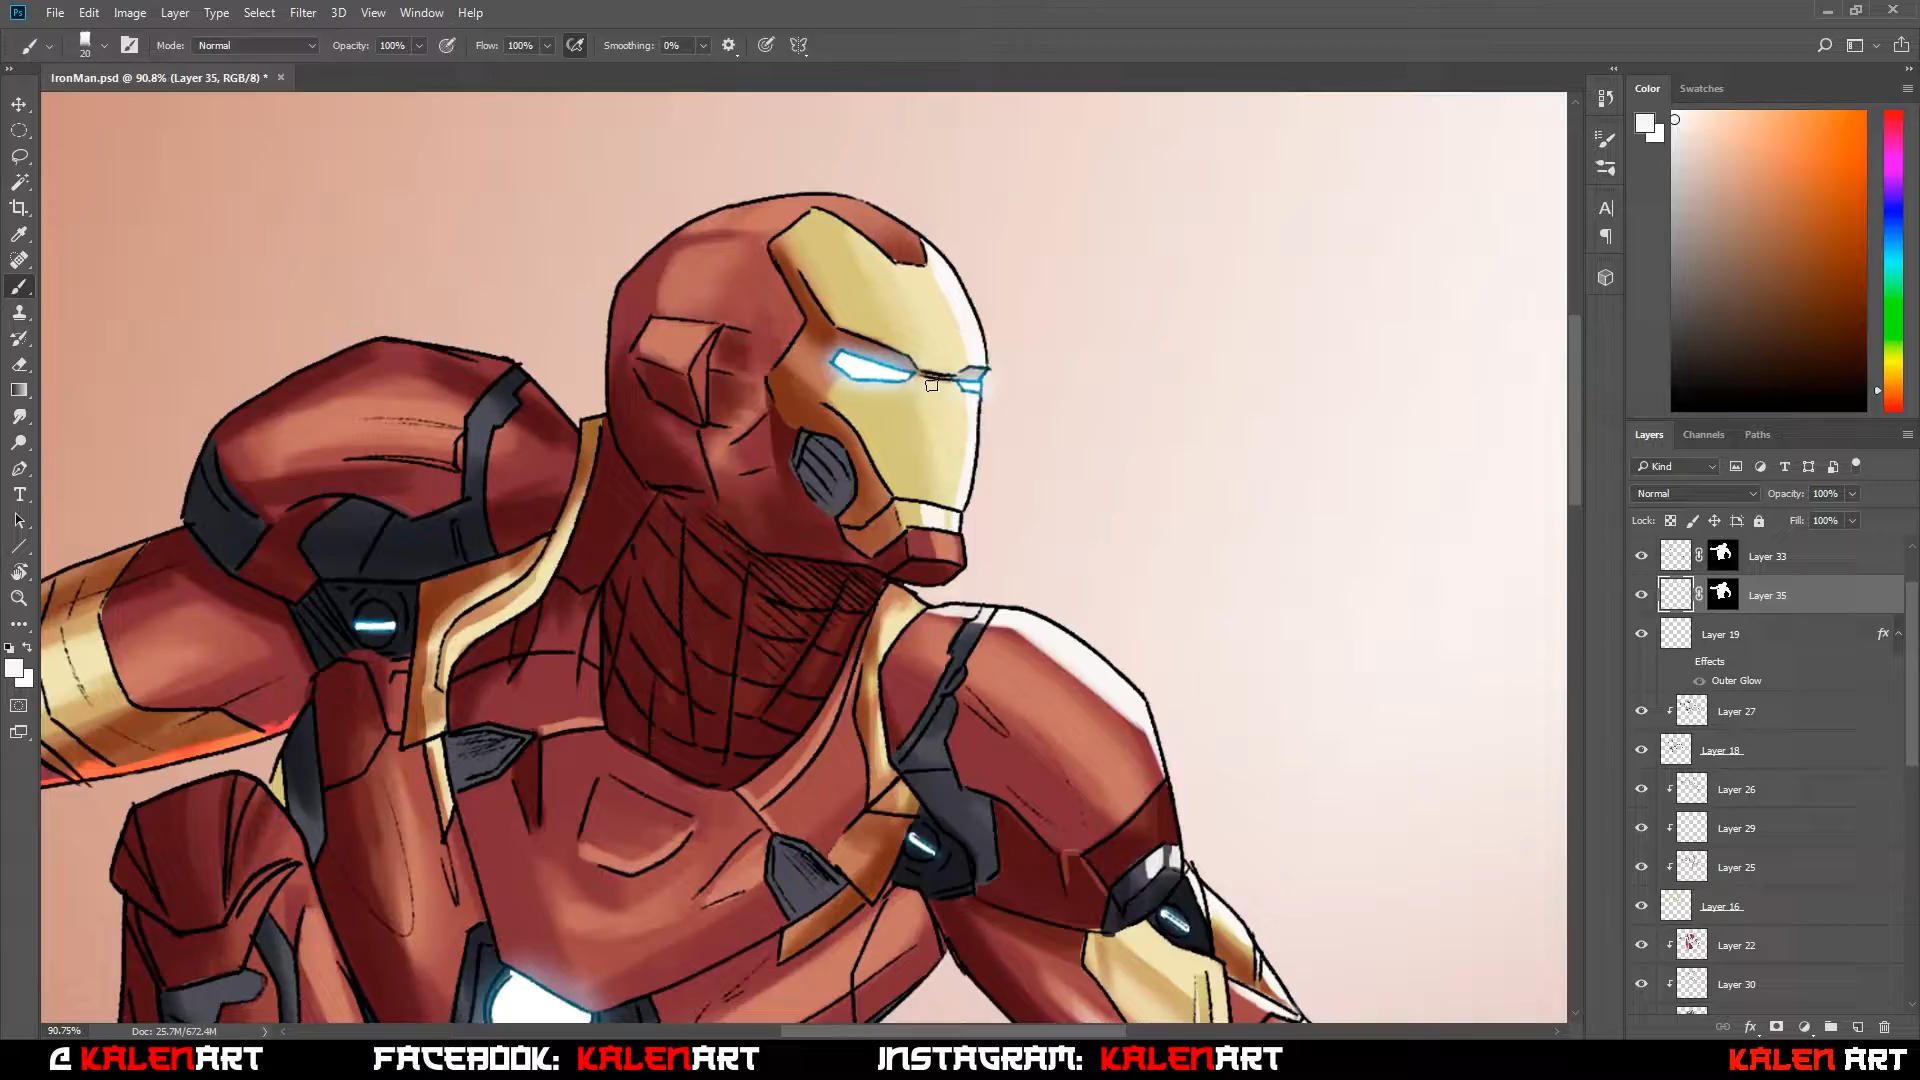 Ps File Edit Image Layer Type Select Filter 3D View Window Help
20 Mode: Normal Opacity: 100% Flow: 100% Smoothing: 0%
IronMan.psd @ 90.8% (Layer 35, RGB/8) *
Color Swatches
Layers Channels Paths
Kind
Normal Opacity: 100%
Lock: Fill: 100%
Layer 33
Layer 35
Layer 19 fx
Effects
Outer Glow
Layer 27
Layer 18
Layer 26
Layer 29
Layer 25
Layer 16
Layer 22
Layer 30
90.75% Doc: 25.7M/672.4M
@ KALENART FACEBOOK: KALENART INSTAGRAM: KALENART KALEN ART